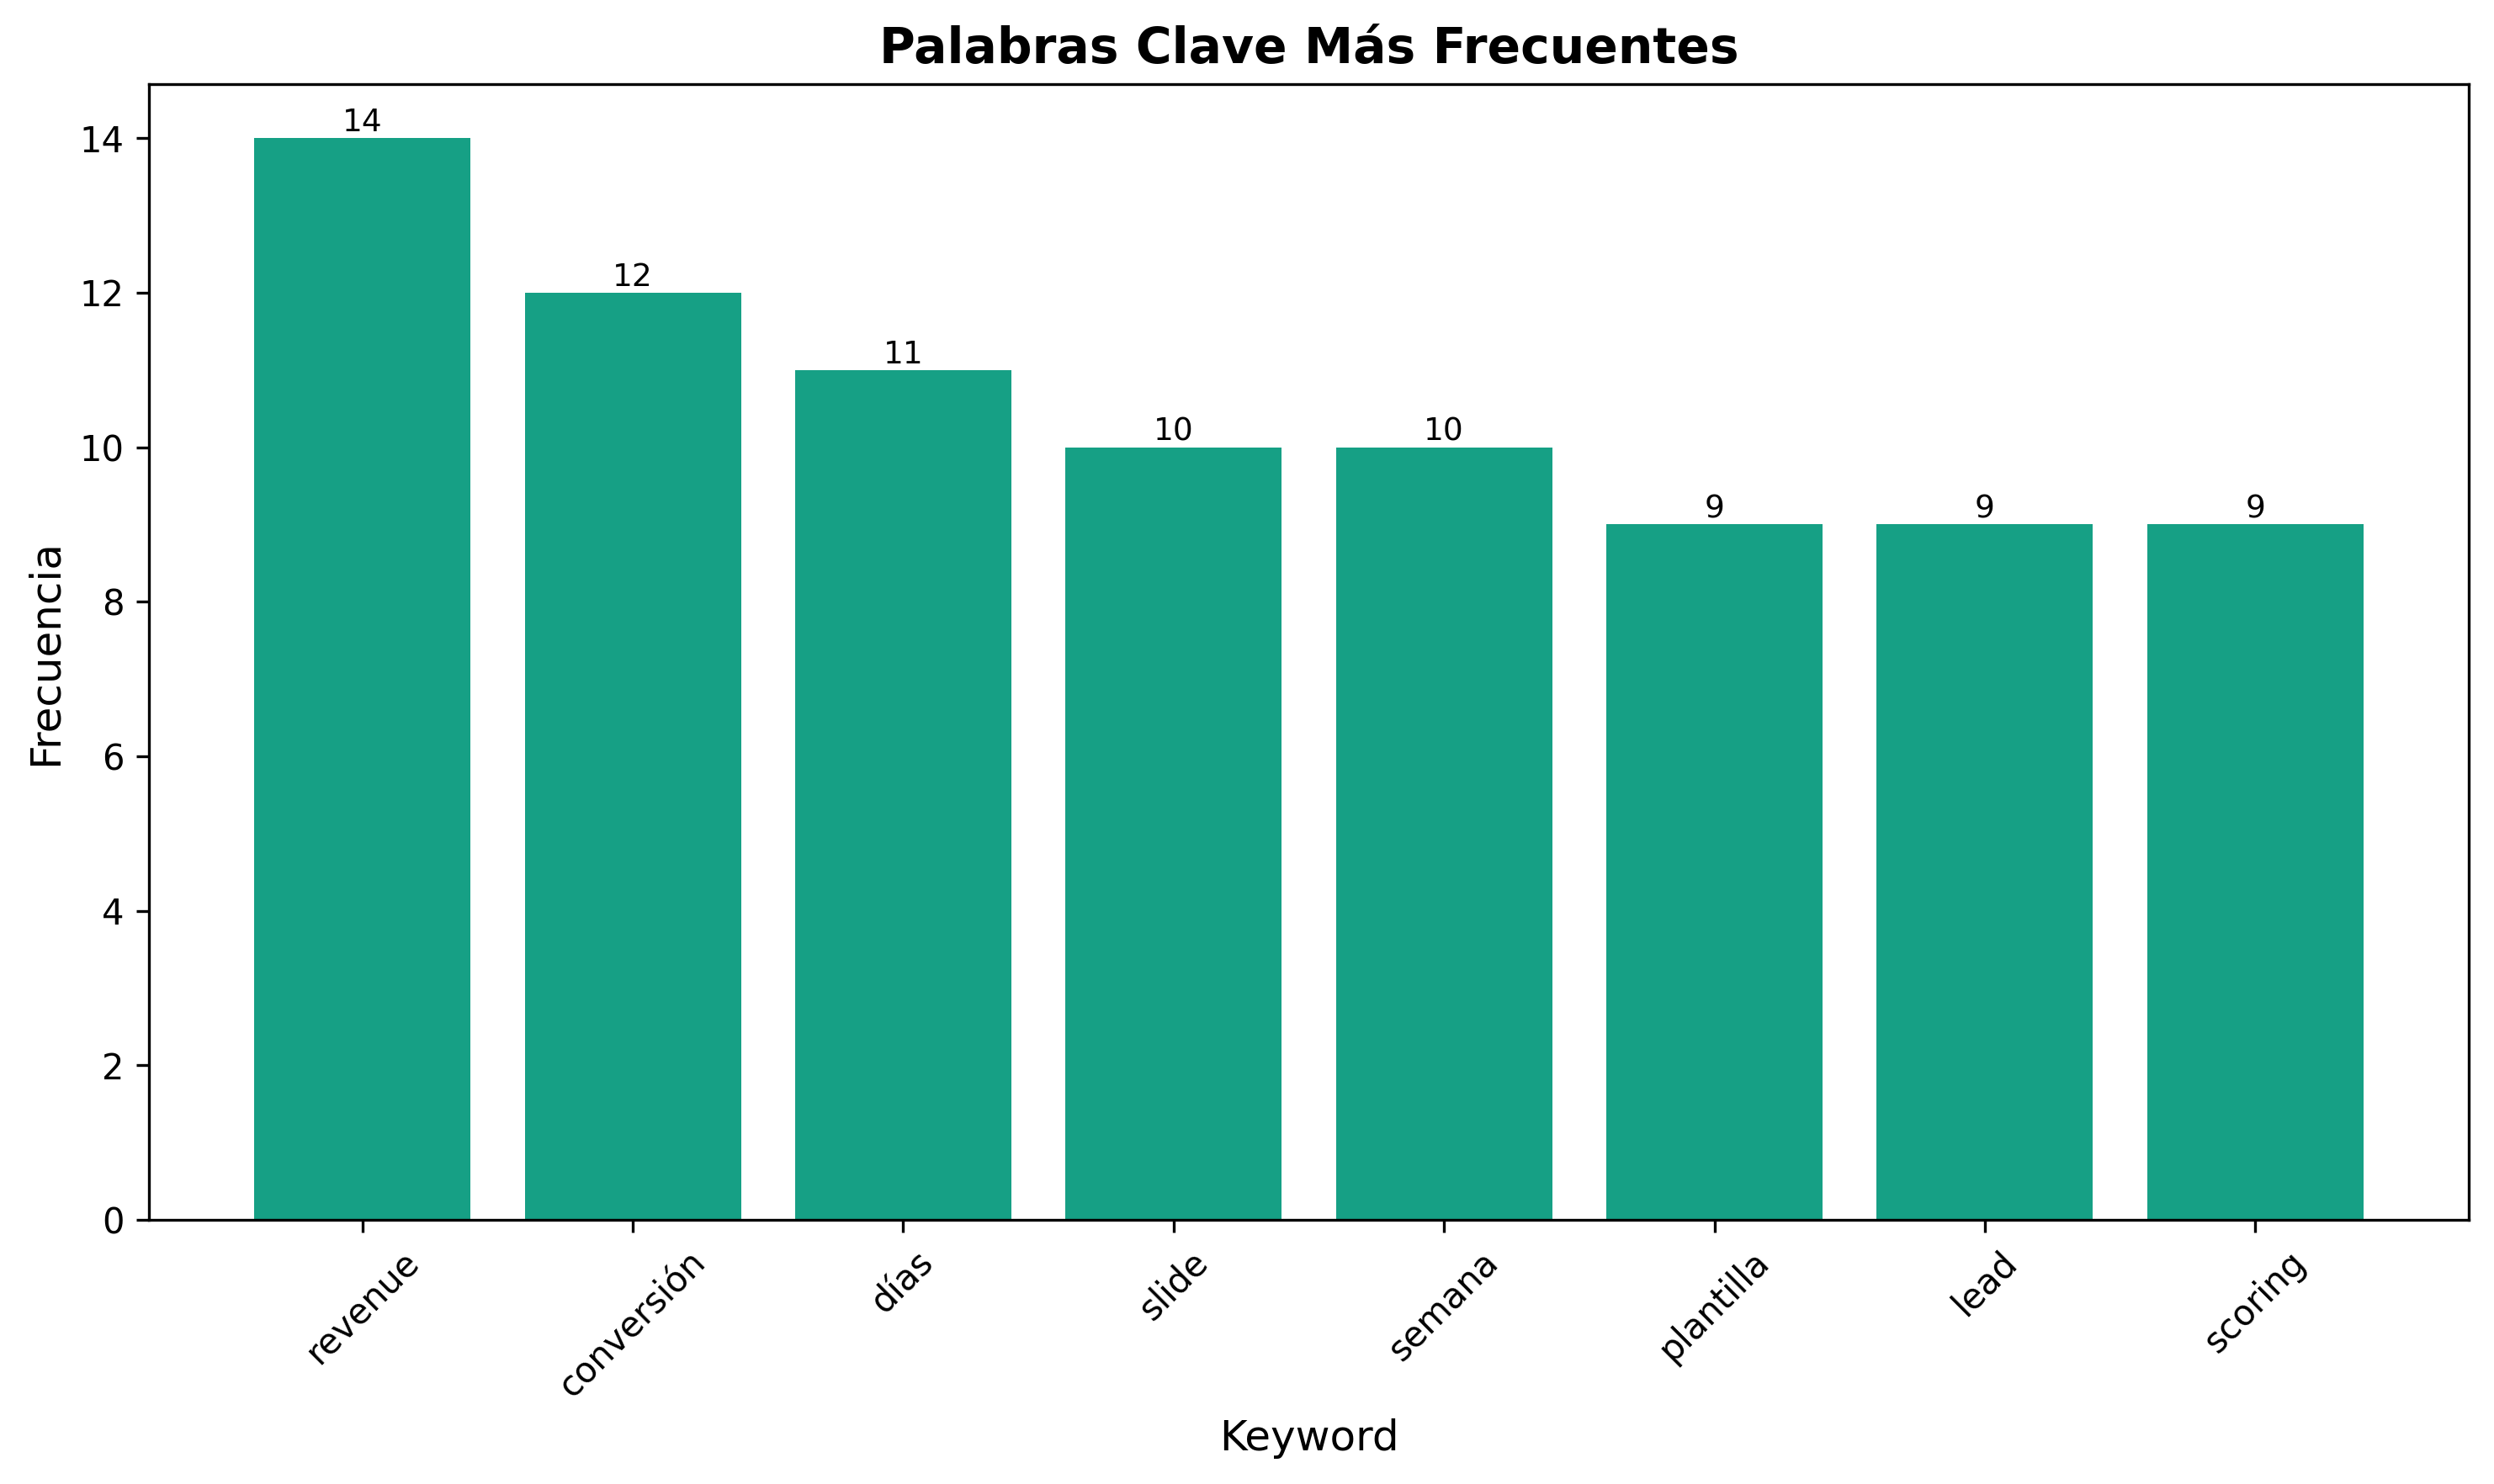 Palabras Clave Más Frecuentes
14
12
11
10
10
9
9
9
14
12
10
8
6
4
2
0
Frecuencia
revenue
conversión
días
slide
semana
plantilla
lead
scoring
Keyword